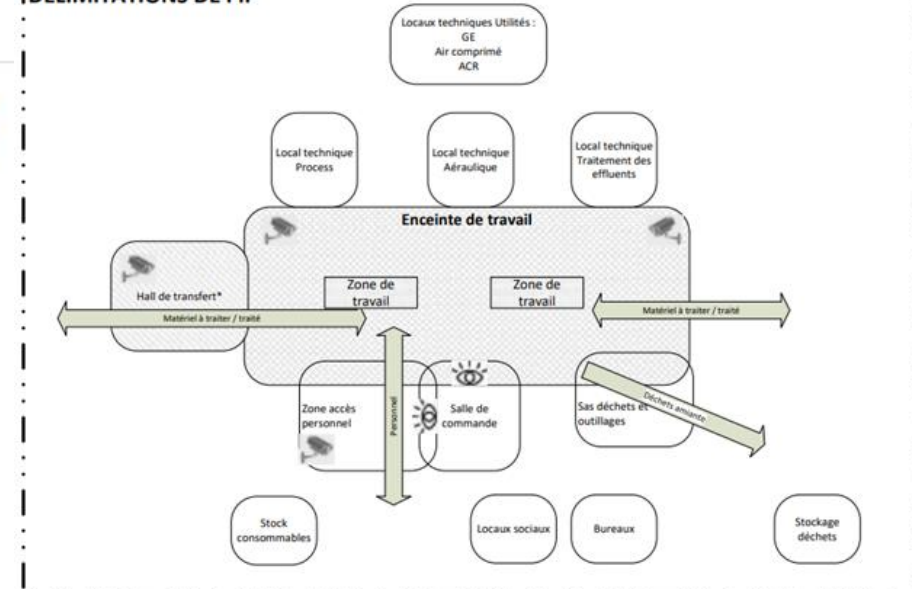 Locaux techniques Utilités :
GE
Air comprimé
ACR
Local technique
Process
Local technique
Aéraulique
Local technique
Traitement des
effluents
Enceinte de travail
Zone de
travail
Zone de
travail
Hall de transfert*
Matériel à traiter / traité
Matériel à traiter / traité
Personnel
Zone accès
personnel
Salle de
commande
Sas déchets et
outillages
Déchets amiante
Stock
consommables
Locaux sociaux
Bureaux
Stockage
déchets